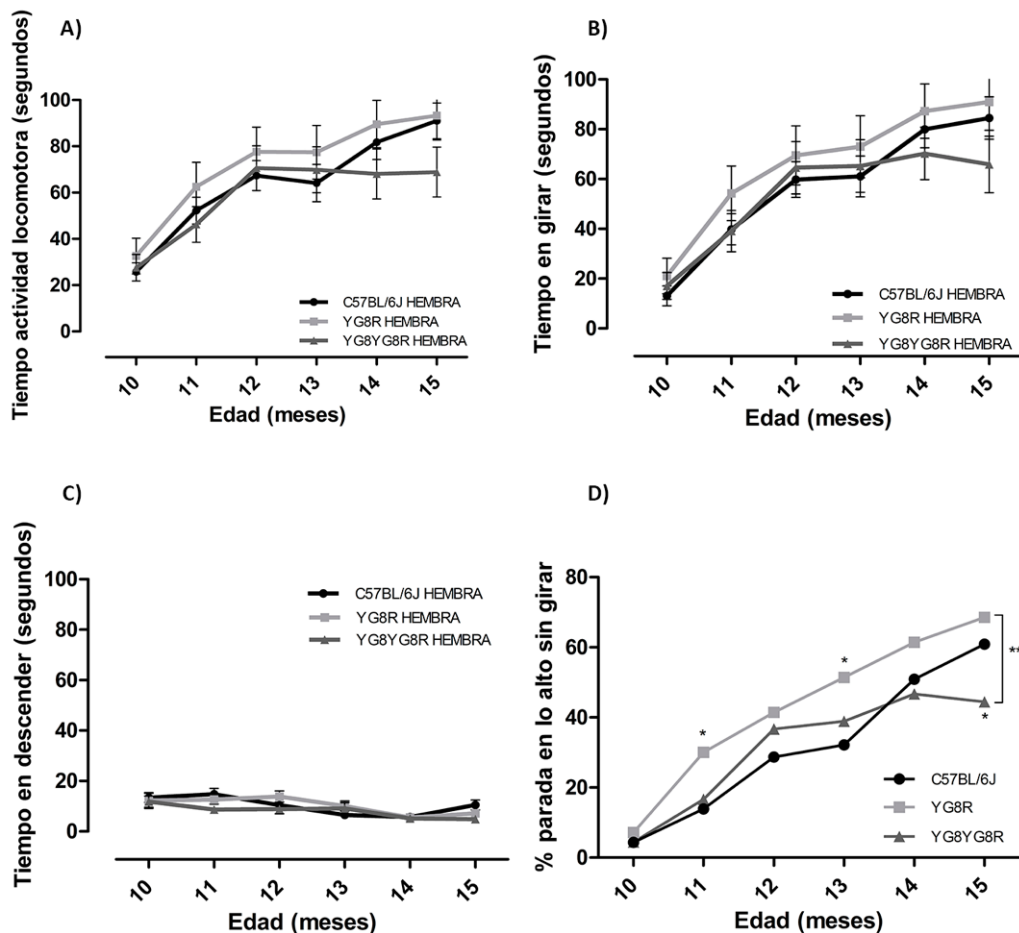 A)
Tiempo actividad locomotora (segundos)
100
80
60
40
20
0
C57BL/6J HEMBRA
YG8R HEMBRA
YG8YG8R HEMBRA
10 11 12 13 14 15
Edad (meses)
B)
Tiempo en girar (segundos)
100
80
60
40
20
0
C57BL/6J HEMBRA
YG8R HEMBRA
YG8YG8R HEMBRA
10 11 12 13 14 15
Edad (meses)
C)
Tiempo en descender (segundos)
100
80
60
40
20
0
C57BL/6J HEMBRA
YG8R HEMBRA
YG8YG8R HEMBRA
10 11 12 13 14 15
Edad (meses)
D)
% parada en lo alto sin girar
80
60
40
20
0
*
*
**
*
C57BL/6J
YG8R
YG8YG8R
10 11 12 13 14 15
Edad (meses)